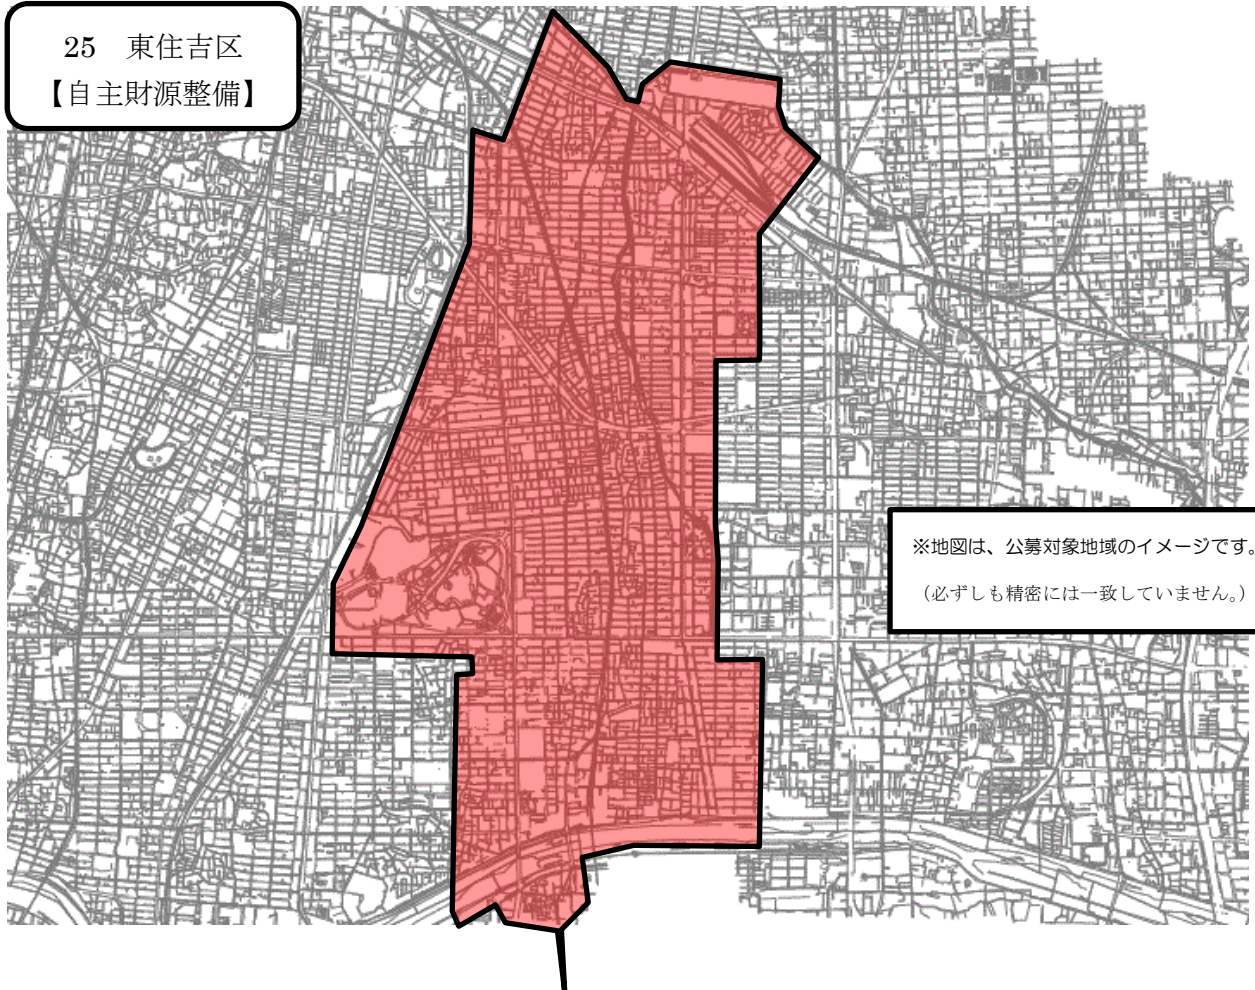 25 東住吉区
【自主財源整備】
※地図は、公募対象地域のイメージです。
(必ずしも精密には一致していません。)